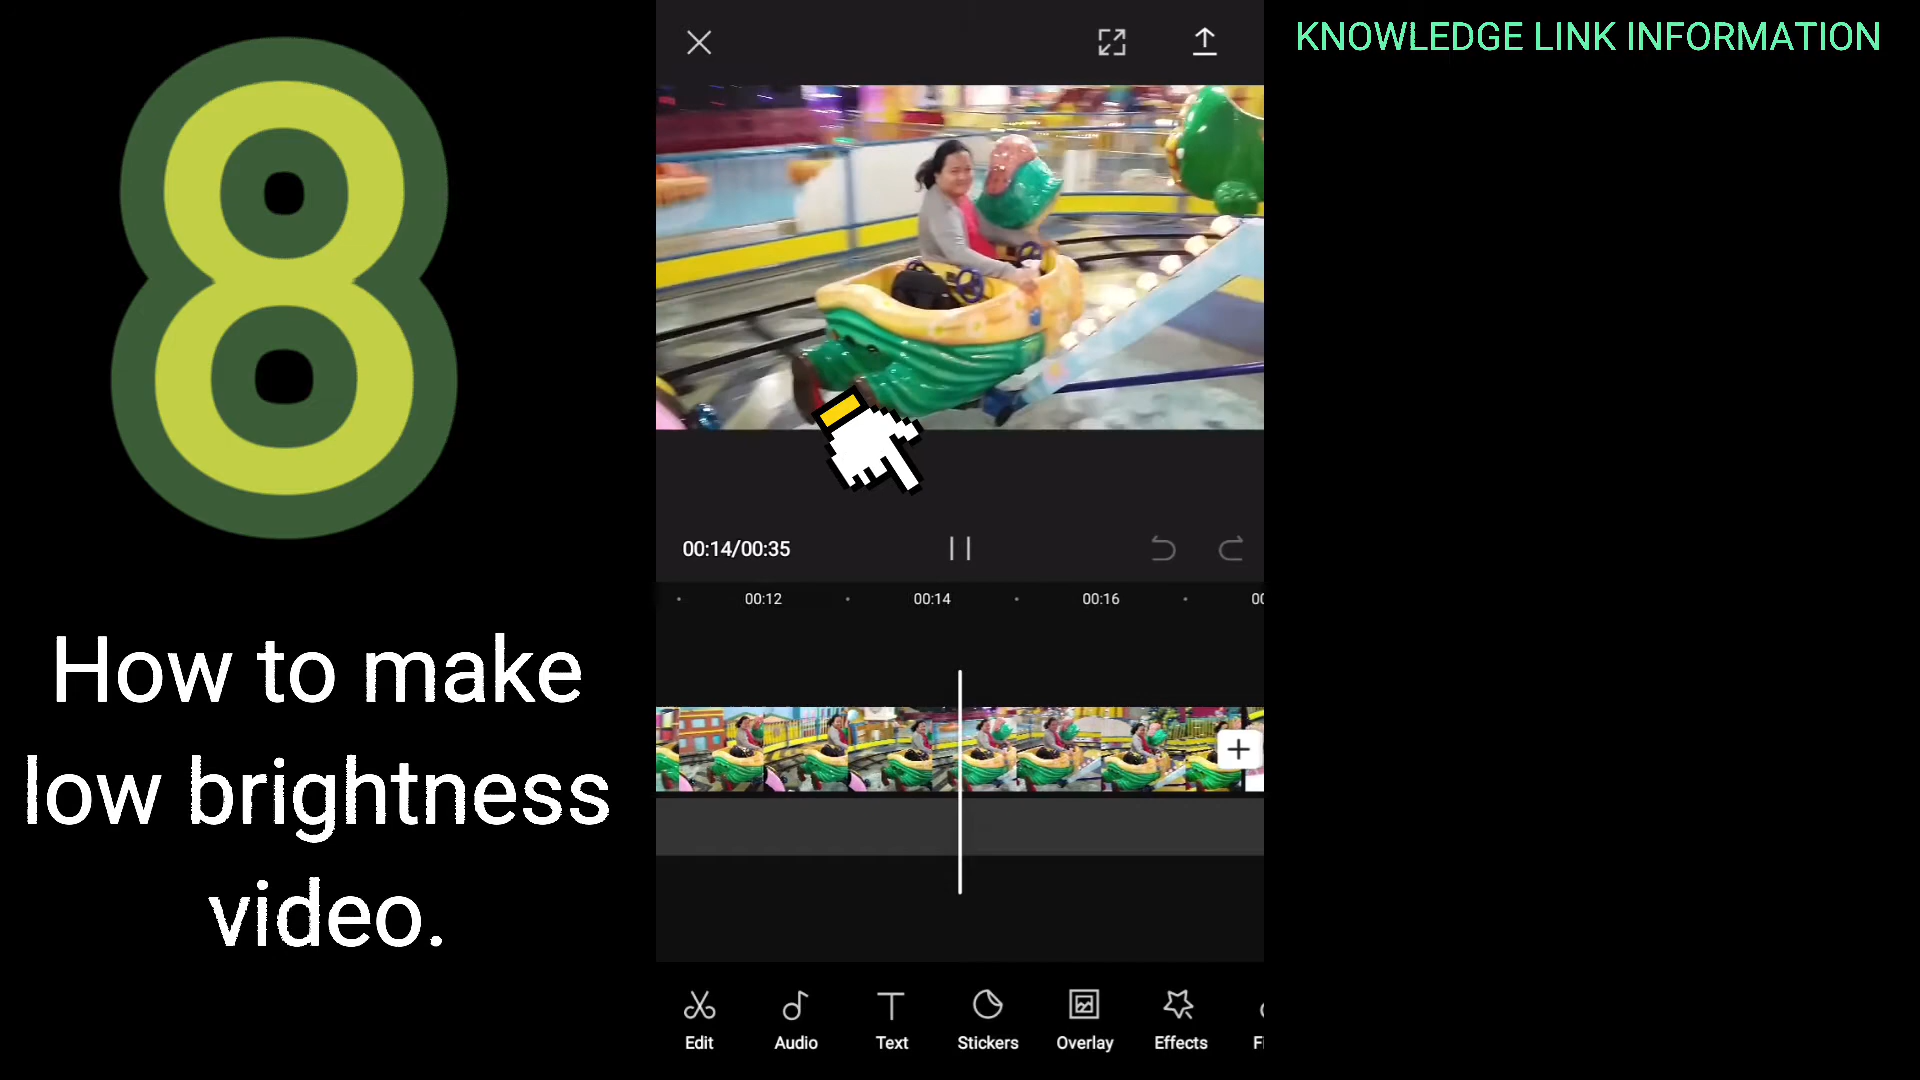 8
How to make
low brightness
video.
KNOWLEDGE LINK INFORMATION
00:14/00:35
00:12
00:14
00:16
Edit
Audio
Text
Stickers
Overlay
Effects